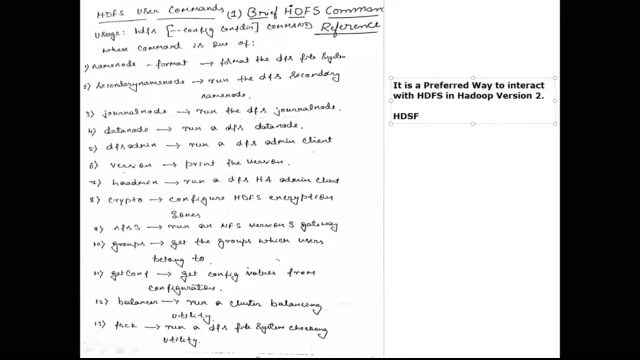 HDFS User Commands (1) Brief HDFS Command
Usage: hdfs [--config confdir] COMMAND Reference
where command is one of:
1) namenode -format → format the dfs file system
2) secondarynamenode → run the dfs secondary
namenode.
3) journalnode → run the dfs journalnode.
4) datanode → run a dfs datanode.
5) dfsadmin → run a dfs admin client
6) version → print the version.
7) haadmin → run a dfs HA admin client
8) crypto → configure HDFS encryption
zones
9) nfs3 → run an NFS version 3 gateway
10) groups → get the groups which users
belong to.
11) getconf → get config values from
configuration.
12) balancer → run a cluster balancing
utility.
13) fsck → run a dfs file system checking
utility.
It is a Preferred Way to interact
with HDFS in Hadoop Version 2.
HDSF